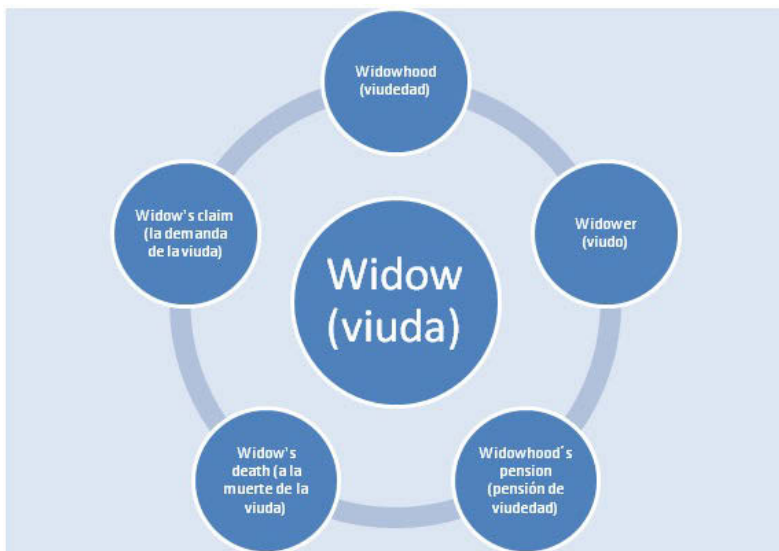 Widowhood
(viudedad)
Widower
(viudo)
Widowhood´s
pension
(pensión de
viudedad)
Widow's
death (a la
muerte de la
viuda)
Widow's claim
(la demanda
de la viuda)
Widow
(viuda)